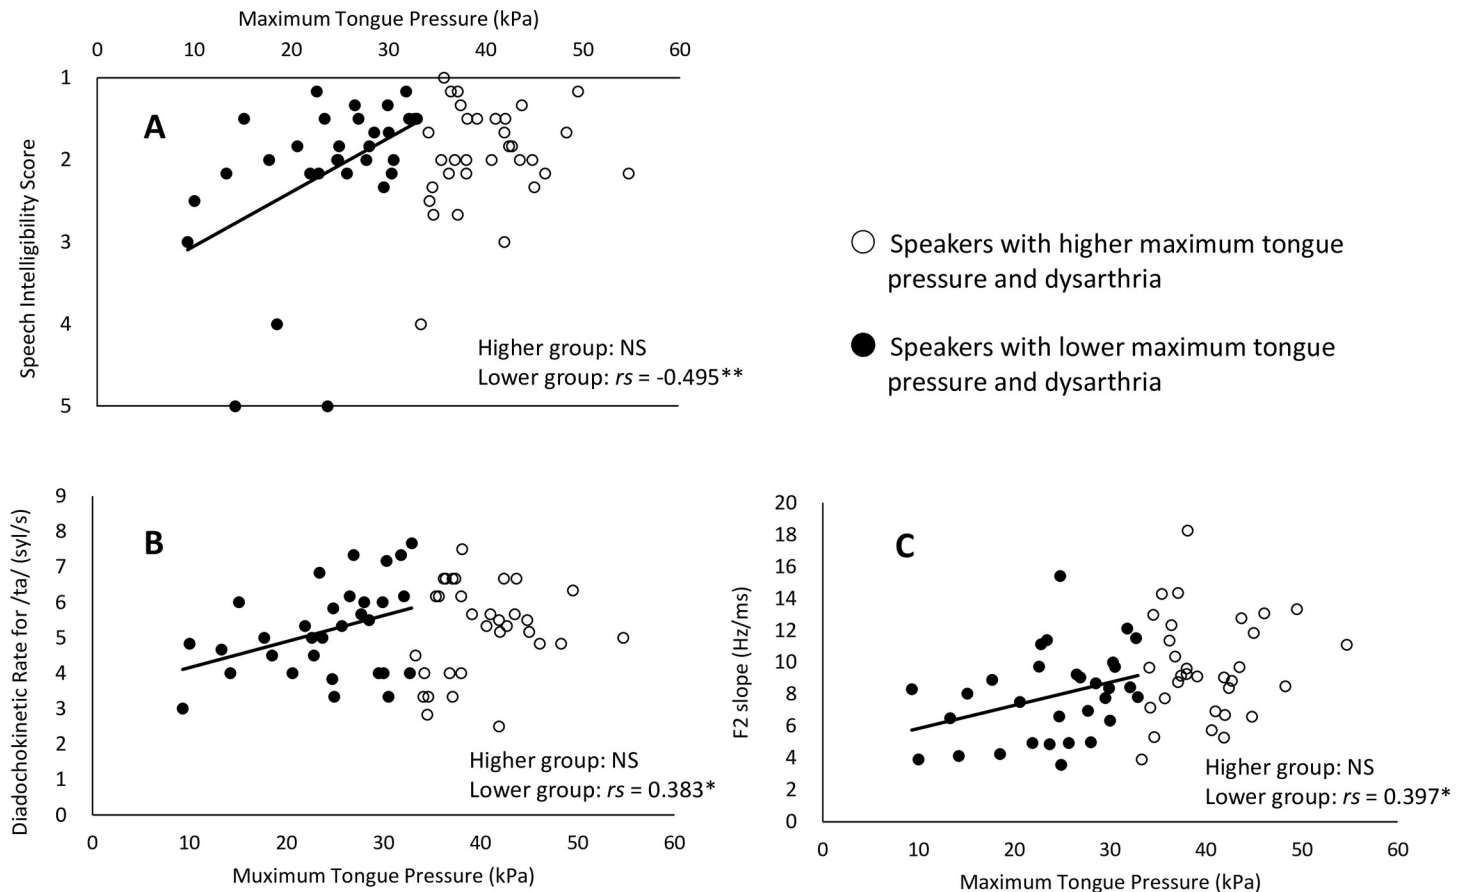 Maximum Tongue Pressure (kPa)
0 10 20 30 40 50 60
1
A
2
3
4
5
Speech Intelligibility Score
Higher group: NS
Lower group: rs = -0.495**
Speakers with higher maximum tongue
pressure and dysarthria
Speakers with lower maximum tongue
pressure and dysarthria
9
8
7
6
5
4
3
2
1
0
B
Diadochokinetic Rate for /ta/ (syl/s)
Higher group: NS
Lower group: rs = 0.383*
0 10 20 30 40 50 60
Muximum Tongue Pressure (kPa)
20
18
16
14
12
10
8
6
4
2
0
C
F2 slope (Hz/ms)
Higher group: NS
Lower group: rs = 0.397*
0 10 20 30 40 50 60
Maximum Tongue Pressure (kPa)